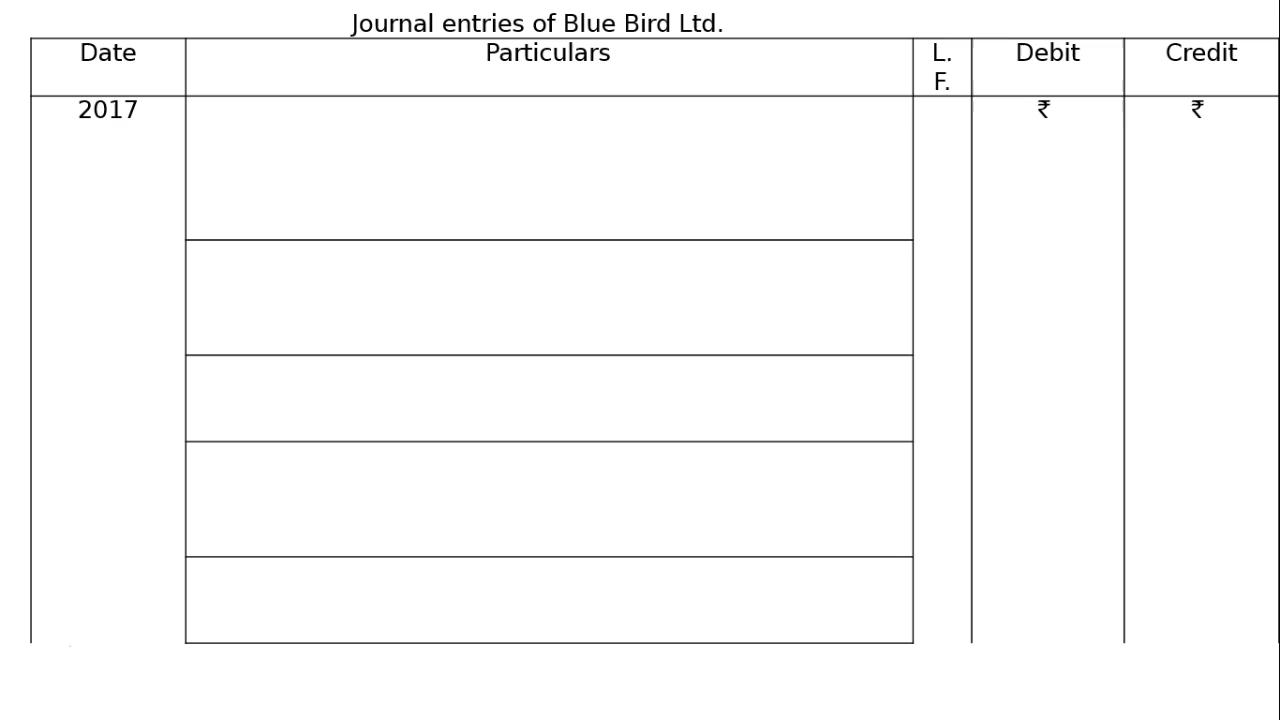 Journal entries of Blue Bird Ltd.
Date Particulars L. F. Debit Credit
2017 ₹ ₹